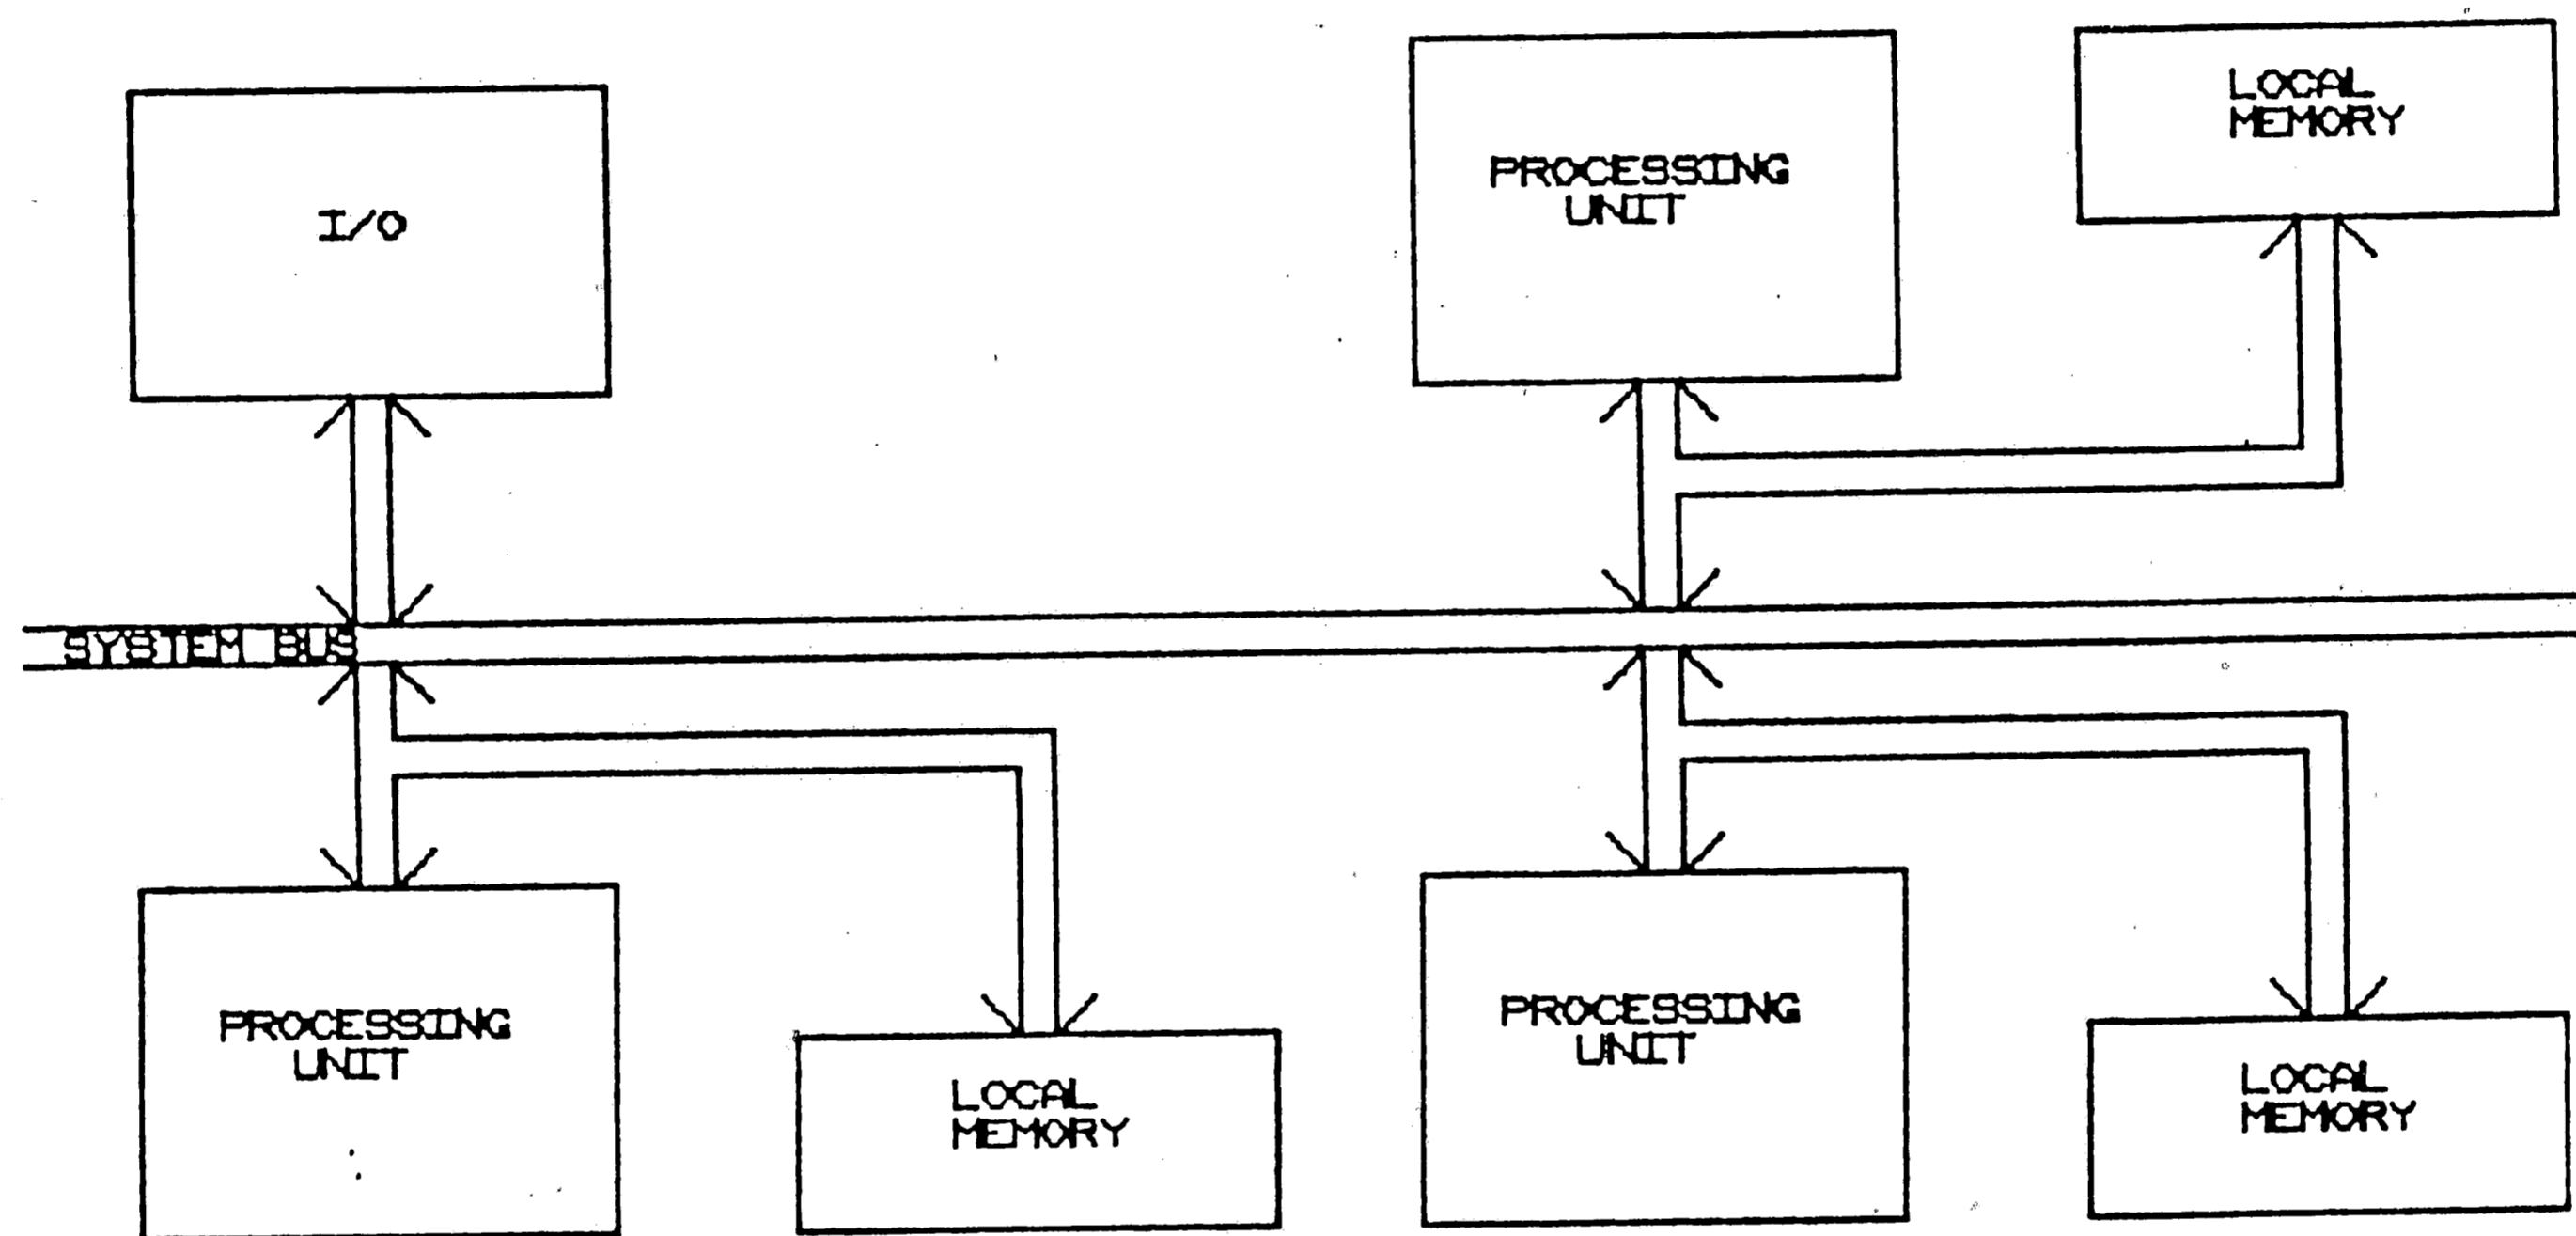 I/O
PROCESSING
UNIT
LOCAL
MEMORY
SYSTEM BUS
PROCESSING
UNIT
LOCAL
MEMORY
PROCESSING
UNIT
LOCAL
MEMORY